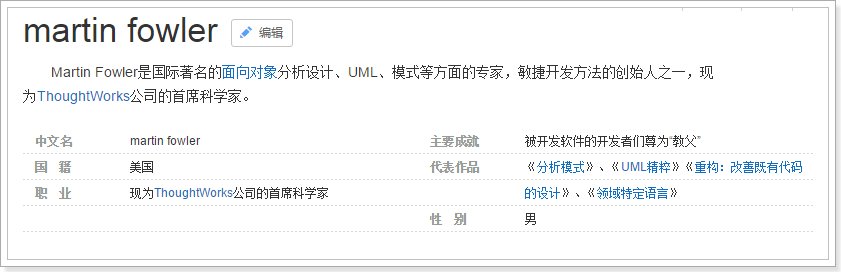 martin fowler 编辑
Martin Fowler是国际著名的面向对象分析设计、UML、模式等方面的专家，敏捷开发方法的创始人之一，现
为ThoughtWorks公司的首席科学家。
中文名 martin fowler
国 籍 美国
职 业 现为ThoughtWorks公司的首席科学家
主要成就 被开发软件的开发者们尊为“教父”
代表作品 《分析模式》、《UML精粹》《重构：改善既有代码
的设计》、《领域特定语言》
性 别 男